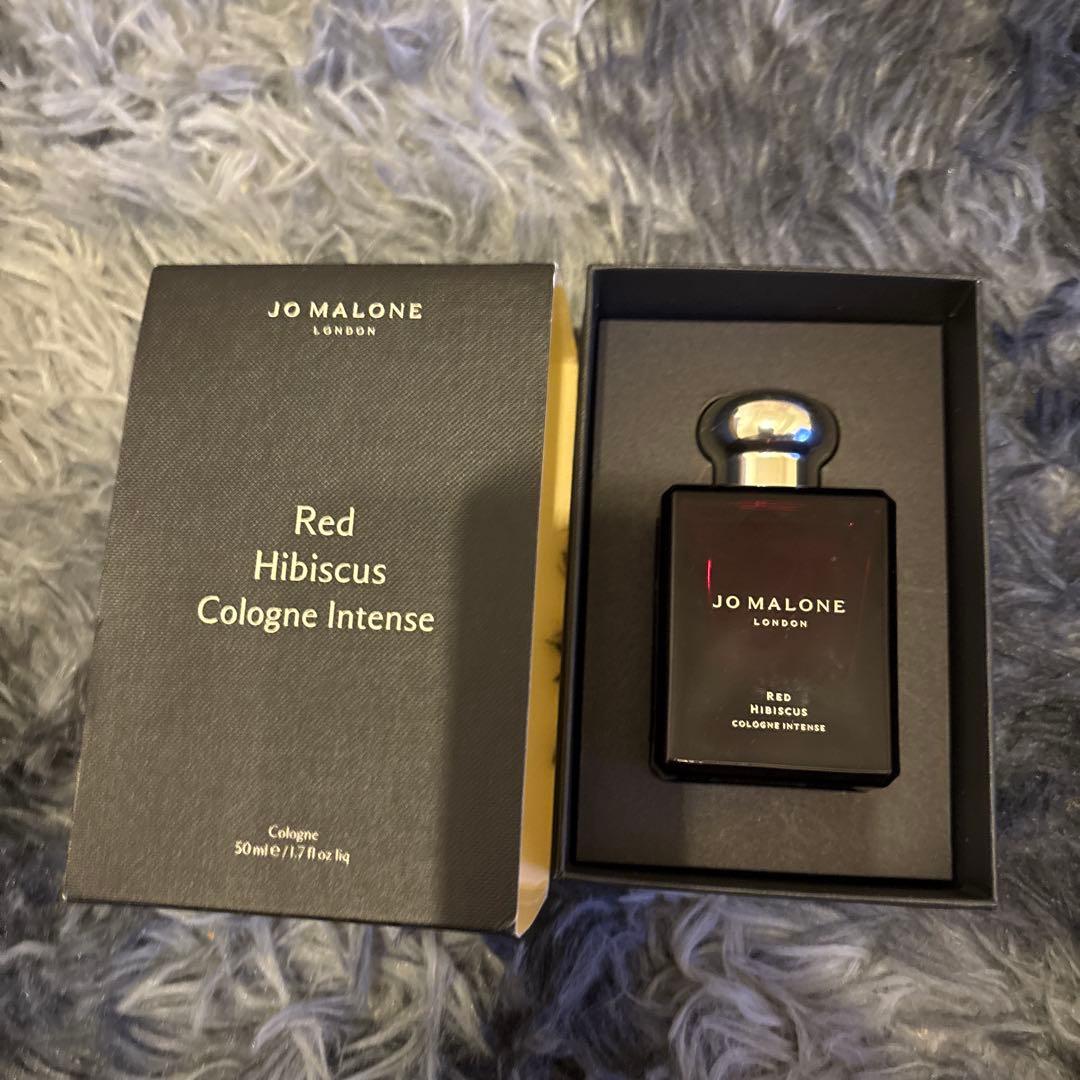 JO MALONE
LONDON
Red
Hibiscus
Cologne Intense
Cologne
50 ml ℮ / 1.7 fl oz liq
JO MALONE
LONDON
RED
HIBISCUS
COLOGNE INTENSE